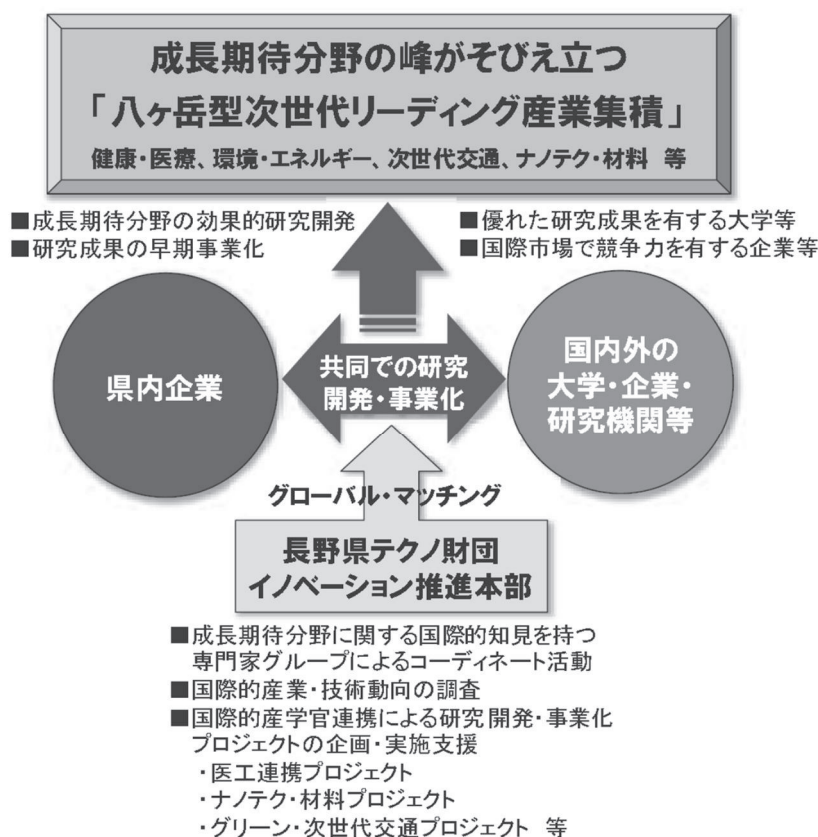 成長期待分野の峰がそびえ立つ
「八ヶ岳型次世代リーディング産業集積」
健康・医療、環境・エネルギー、次世代交通、ナノテク・材料 等
■成長期待分野の効果的研究開発
■研究成果の早期事業化
■優れた研究成果を有する大学等
■国際市場で競争力を有する企業等
県内企業
共同での研究
開発・事業化
国内外の
大学・企業・
研究機関等
グローバル・マッチング
長野県テクノ財団
イノベーション推進本部
■成長期待分野に関する国際的知見を持つ
専門家グループによるコーディネート活動
■国際的産業・技術動向の調査
■国際的産学官連携による研究開発・事業化
プロジェクトの企画・実施支援
・医工連携プロジェクト
・ナノテク・材料プロジェクト
・グリーン・次世代交通プロジェクト 等